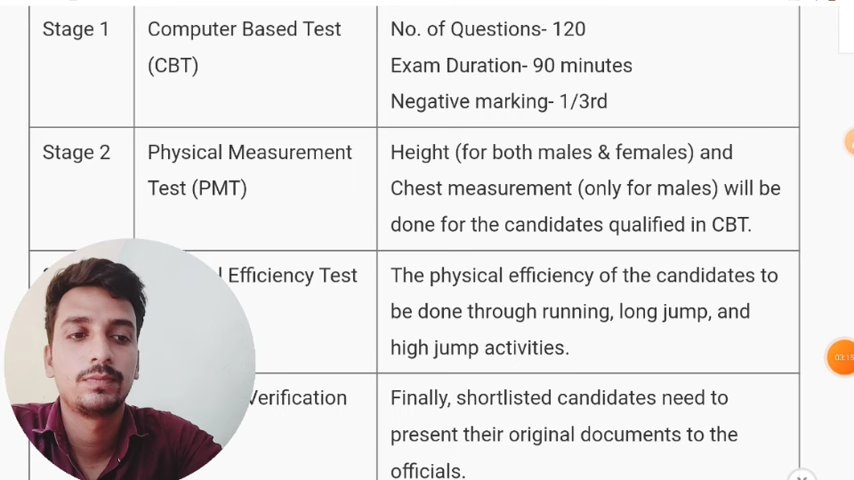 Stage 1
Computer Based Test
(CBT)
No. of Questions- 120
Exam Duration- 90 minutes
Negative marking- 1/3rd
Stage 2
Physical Measurement
Test (PMT)
Height (for both males & females) and
Chest measurement (only for males) will be
done for the candidates qualified in CBT.
Efficiency Test
The physical efficiency of the candidates to
be done through running, long jump, and
high jump activities.
Verification
Finally, shortlisted candidates need to
present their original documents to the
officials.
03:15